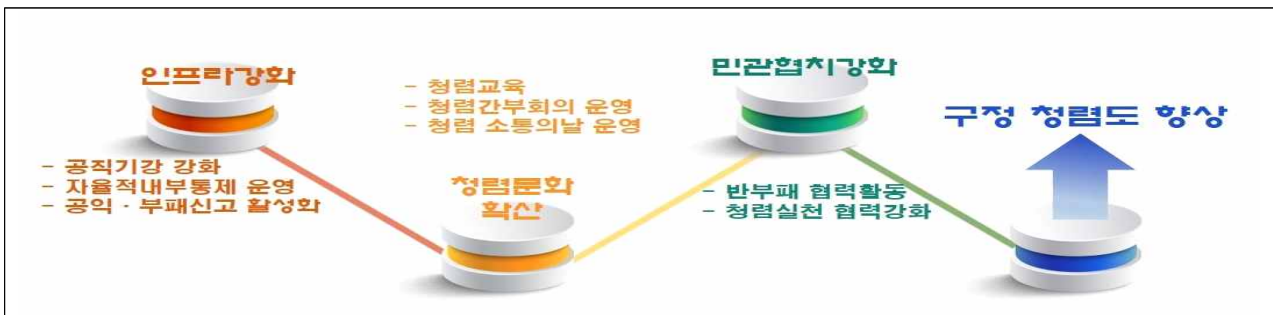 인프라강화
- 공직기강 강화
- 자율적내부통제 운영
- 공익 · 부패신고 활성화
- 청렴교육
- 청렴간부회의 운영
- 청렴 소통의날 운영
청렴문화
확산
민관협치강화
- 반부패 협력활동
- 청렴실천 협력강화
구정 청렴도 향상